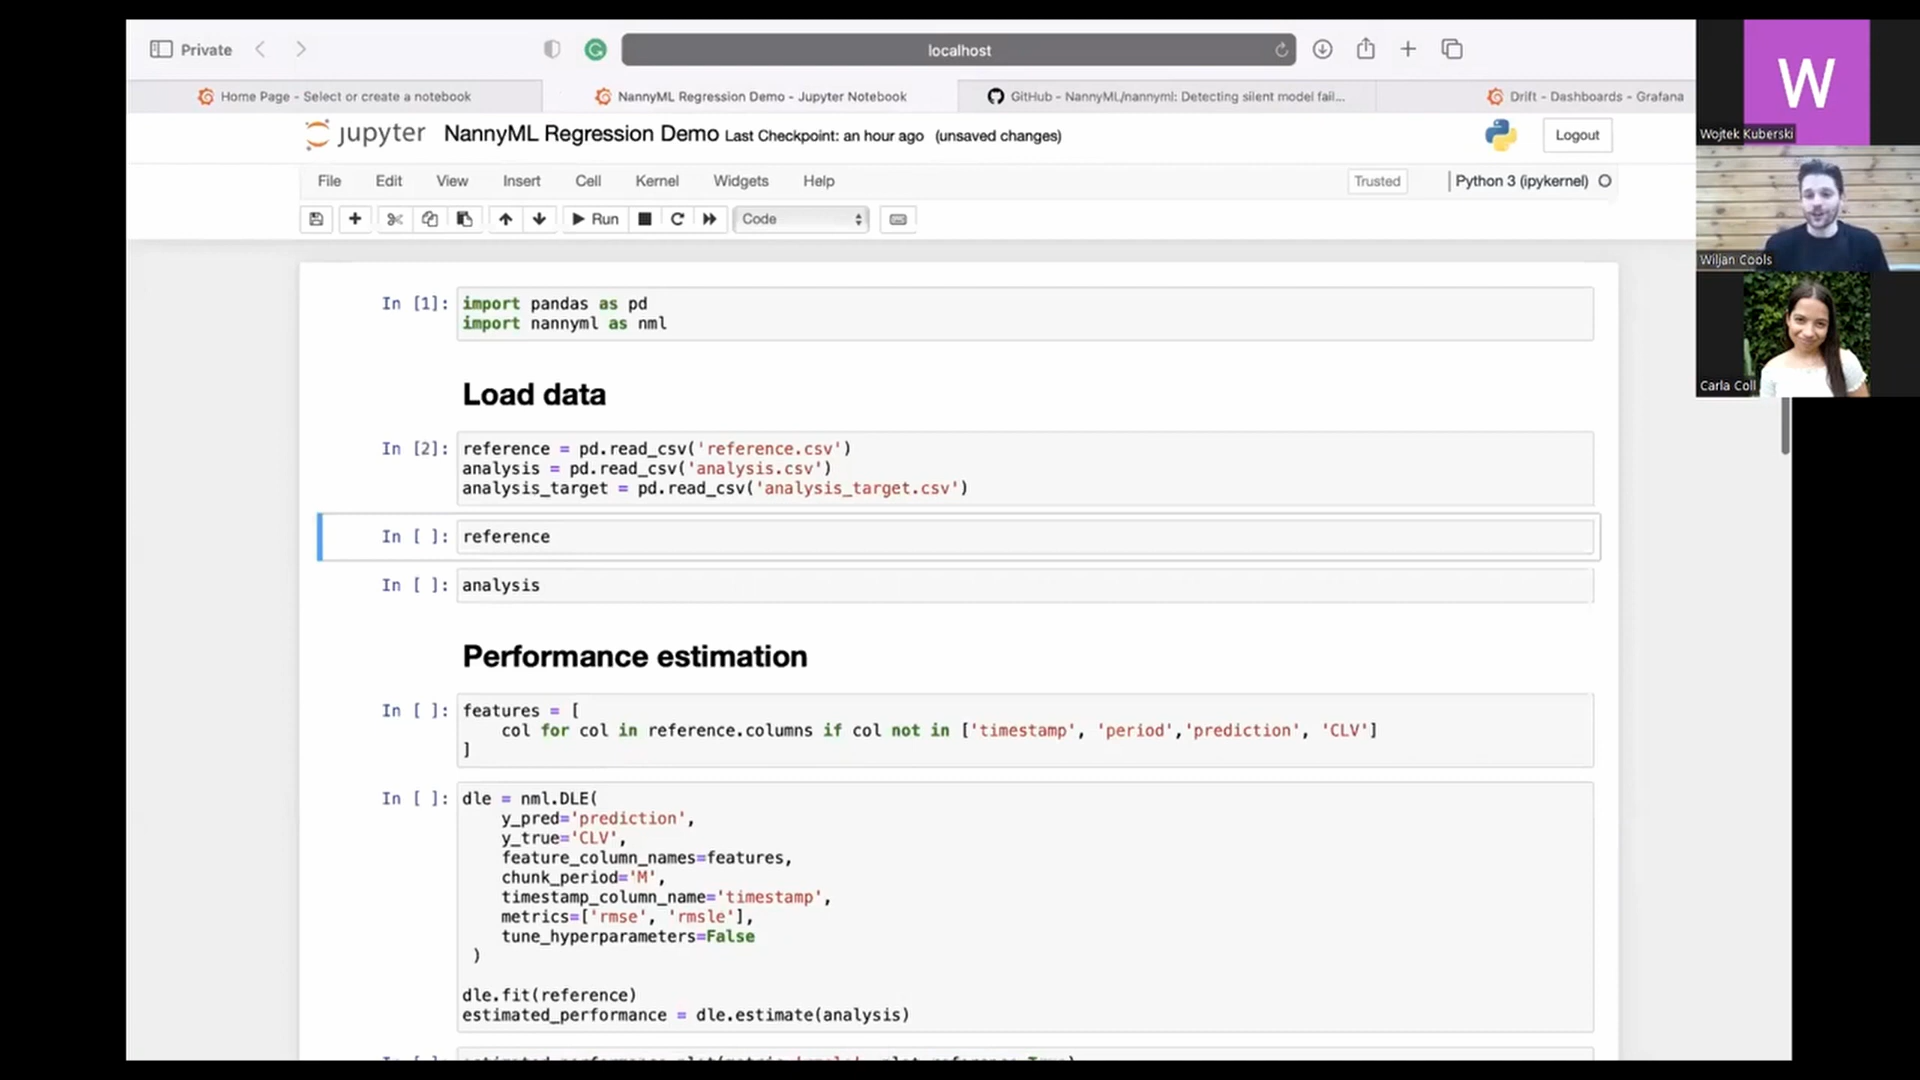 Private
localhost
Home Page - Select or create a notebook
NannyML Regression Demo - Jupyter Notebook
GitHub - NannyML/nannyml: Detecting silent model fail...
Drift - Dashboards - Grafana
W
Wojtek Kuberski
Wiljan Cools
Carla Coll
jupyter NannyML Regression Demo Last Checkpoint: an hour ago (unsaved changes)
Logout
File Edit View Insert Cell Kernel Widgets Help
Trusted
Python 3 (ipykernel)
Run
Code
In [1]: import pandas as pd
import nannyml as nml
Load data
In [2]: reference = pd.read_csv('reference.csv')
analysis = pd.read_csv('analysis.csv')
analysis_target = pd.read_csv('analysis_target.csv')
In [ ]: reference
In [ ]: analysis
Performance estimation
In [ ]: features = [
col for col in reference.columns if col not in ['timestamp', 'period','prediction', 'CLV']
]
In [ ]: dle = nml.DLE(
y_pred='prediction',
y_true='CLV',
feature_column_names=features,
chunk_period='M',
timestamp_column_name='timestamp',
metrics=['rmse', 'rmsle'],
tune_hyperparameters=False
)
dle.fit(reference)
estimated_performance = dle.estimate(analysis)